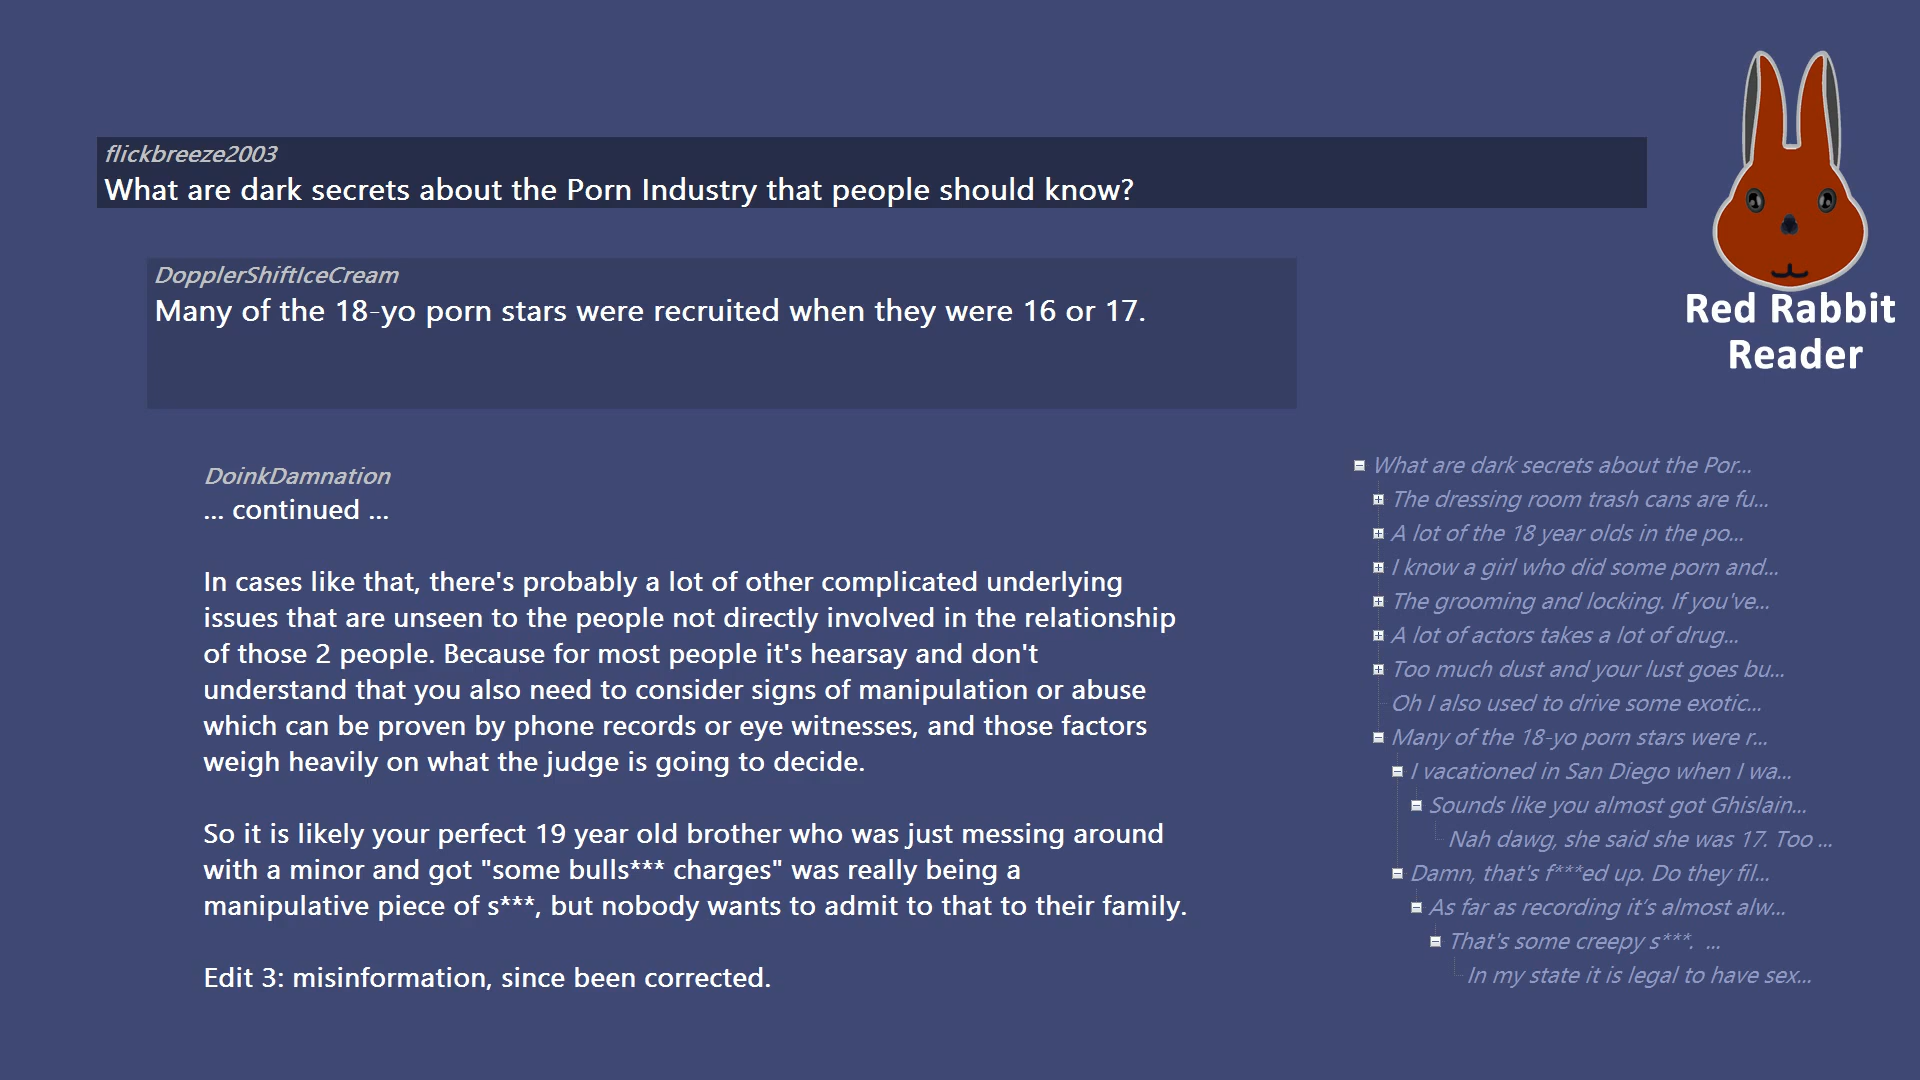 flickbreeze2003
What are dark secrets about the Porn Industry that people should know?
DopplerShiftIceCream
Many of the 18-yo porn stars were recruited when they were 16 or 17.
Red Rabbit
Reader
DoinkDamnation
... continued ...
In cases like that, there's probably a lot of other complicated underlying
issues that are unseen to the people not directly involved in the relationship
of those 2 people. Because for most people it's hearsay and don't
understand that you also need to consider signs of manipulation or abuse
which can be proven by phone records or eye witnesses, and those factors
weigh heavily on what the judge is going to decide.
So it is likely your perfect 19 year old brother who was just messing around
with a minor and got "some bulls*** charges" was really being a
manipulative piece of s***, but nobody wants to admit to that to their family.
Edit 3: misinformation, since been corrected.
What are dark secrets about the Por...
The dressing room trash cans are fu...
A lot of the 18 year olds in the po...
I know a girl who did some porn and...
The grooming and locking. If you've...
A lot of actors takes a lot of drug...
Too much dust and your lust goes bu...
Oh I also used to drive some exotic...
Many of the 18-yo porn stars were r...
I vacationed in San Diego when I wa...
Sounds like you almost got Ghislain...
Nah dawg, she said she was 17. Too ...
Damn, that's f***ed up. Do they fil...
As far as recording it’s almost alw...
That's some creepy s***.  ...
In my state it is legal to have sex...